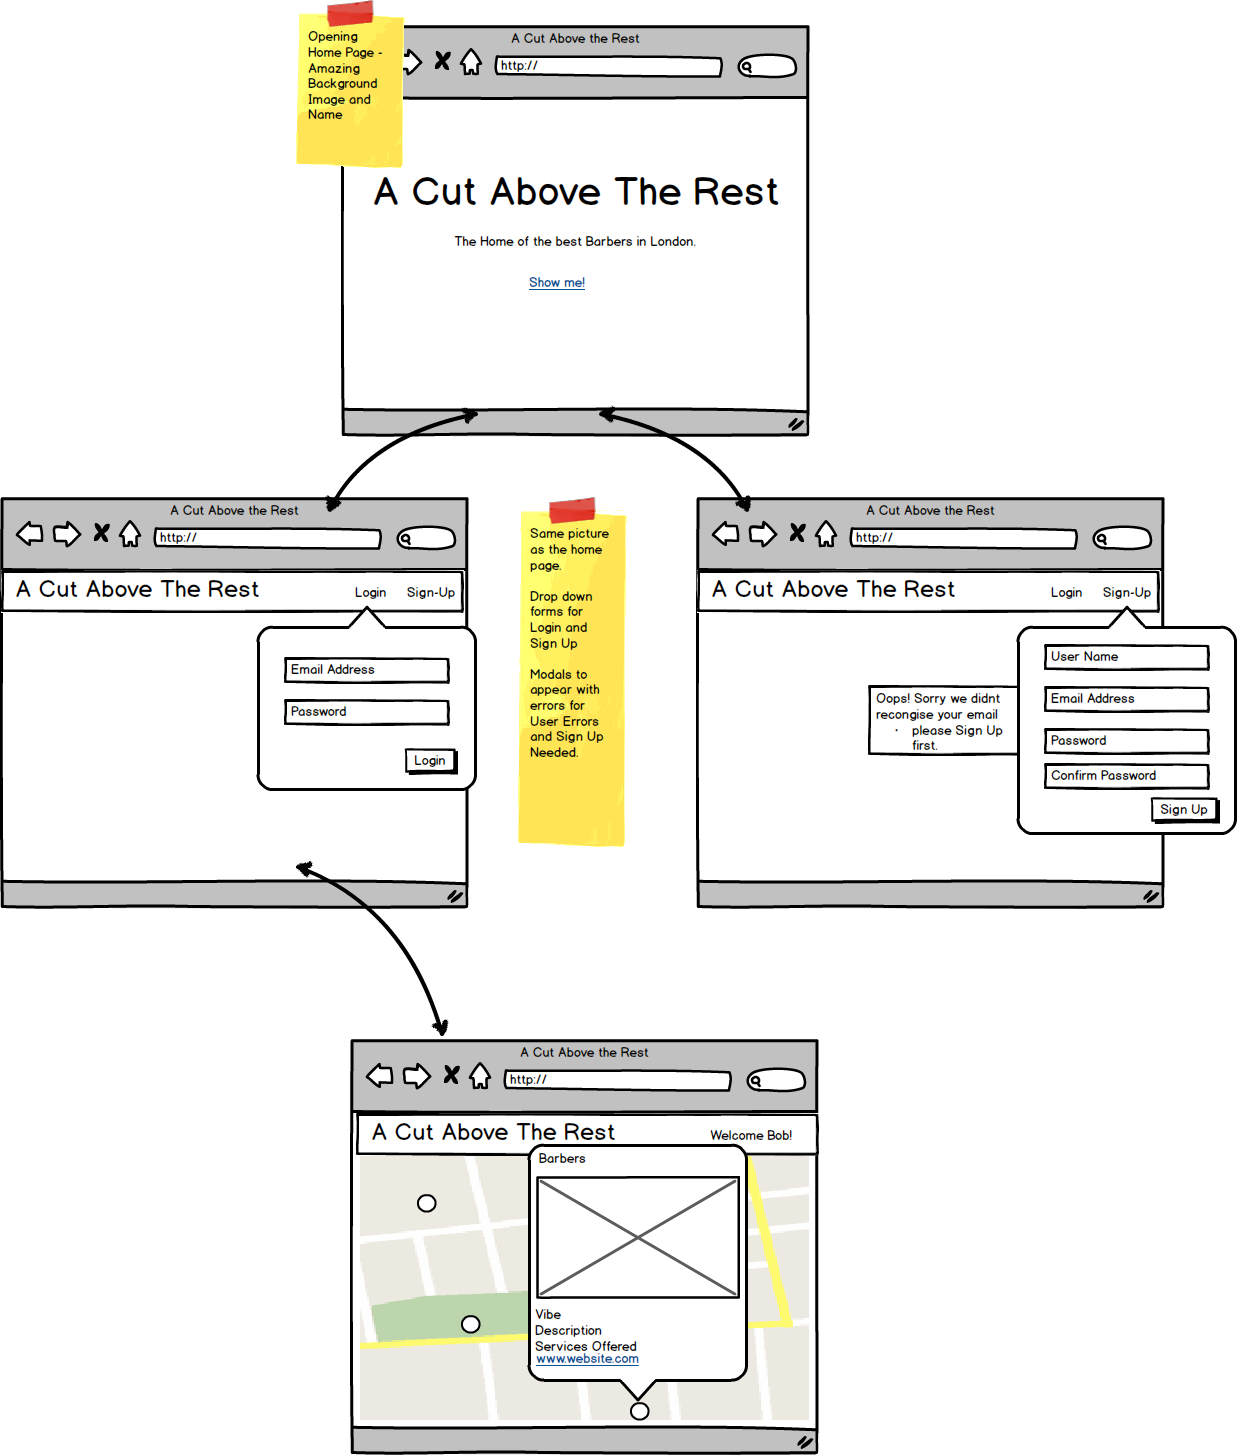 Opening
Home Page -
Amazing
Background
Image and
Name
A Cut Above the Rest
http://
A Cut Above The Rest
The Home of the best Barbers in London.
Show me!
A Cut Above the Rest
http://
A Cut Above The Rest
Login Sign-Up
Email Address
Password
Login
Same picture
as the home
page.
Drop down
forms for
Login and
Sign Up
Modals to
appear with
errors for
User Errors
and Sign Up
Needed.
A Cut Above the Rest
http://
A Cut Above The Rest
Login Sign-Up
Oops! Sorry we didnt
recongise your email
· please Sign Up
first.
User Name
Email Address
Password
Confirm Password
Sign Up
A Cut Above the Rest
http://
A Cut Above The Rest
Welcome Bob!
Barbers
Vibe
Description
Services Offered
www.website.com